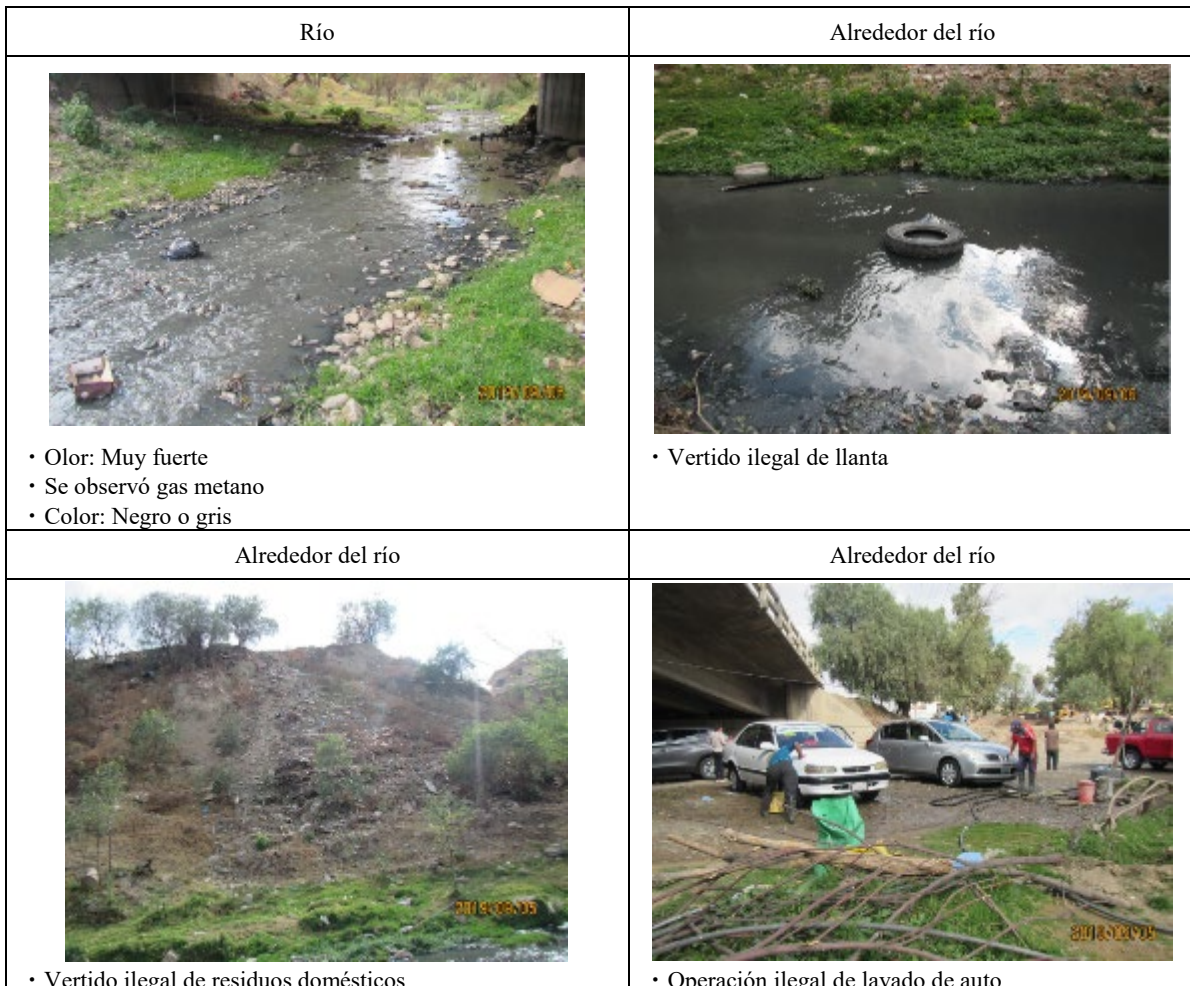 Río
Alrededor del río
・Olor: Muy fuerte
・Se observó gas metano
・Color: Negro o gris
・Vertido ilegal de llanta
Alrededor del río
Alrededor del río
・Vertido ilegal de residuos domésticos
・Operación ilegal de lavado de auto